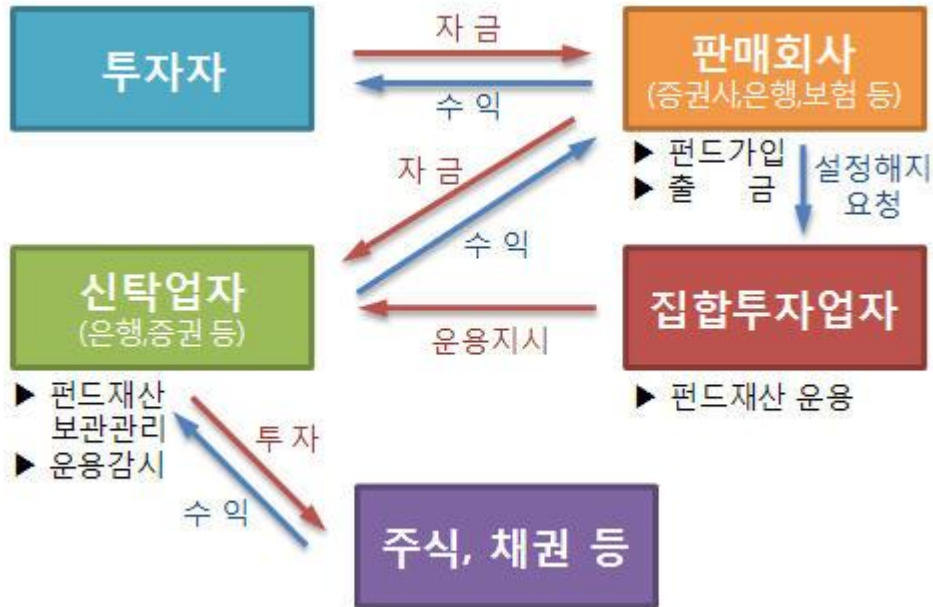 투자자
자 금
수 익
판매회사
(증권사,은행,보험 등)
▶ 펀드가입
▶ 출 금
설정해지
요청
자 금
수 익
신탁업자
(은행,증권 등)
운용지시
집합투자업자
▶ 펀드재산 운용
▶ 펀드재산
보관관리
▶ 운용감시
투 자
수 익
주식, 채권 등